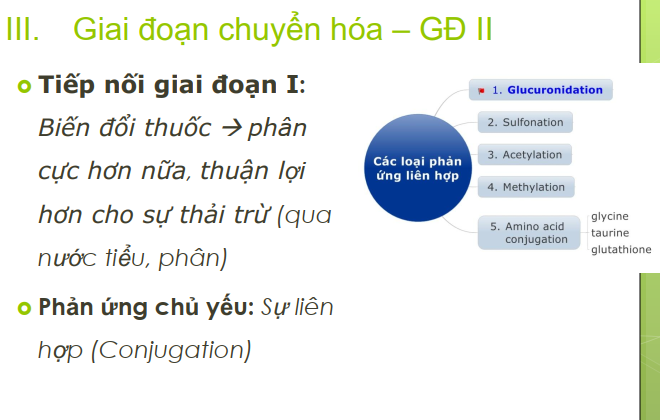 III. Giai đoạn chuyển hóa – GĐ II
Tiếp nối giai đoạn I:
Biến đổi thuốc → phân
cực hơn nữa, thuận lợi
hơn cho sự thải trừ (qua
nước tiểu, phân)
Phản ứng chủ yếu: Sự liên
hợp (Conjugation)
Các loại phản
ứng liên hợp
1. Glucuronidation
2. Sulfonation
3. Acetylation
4. Methylation
5. Amino acid
conjugation
glycine
taurine
glutathione